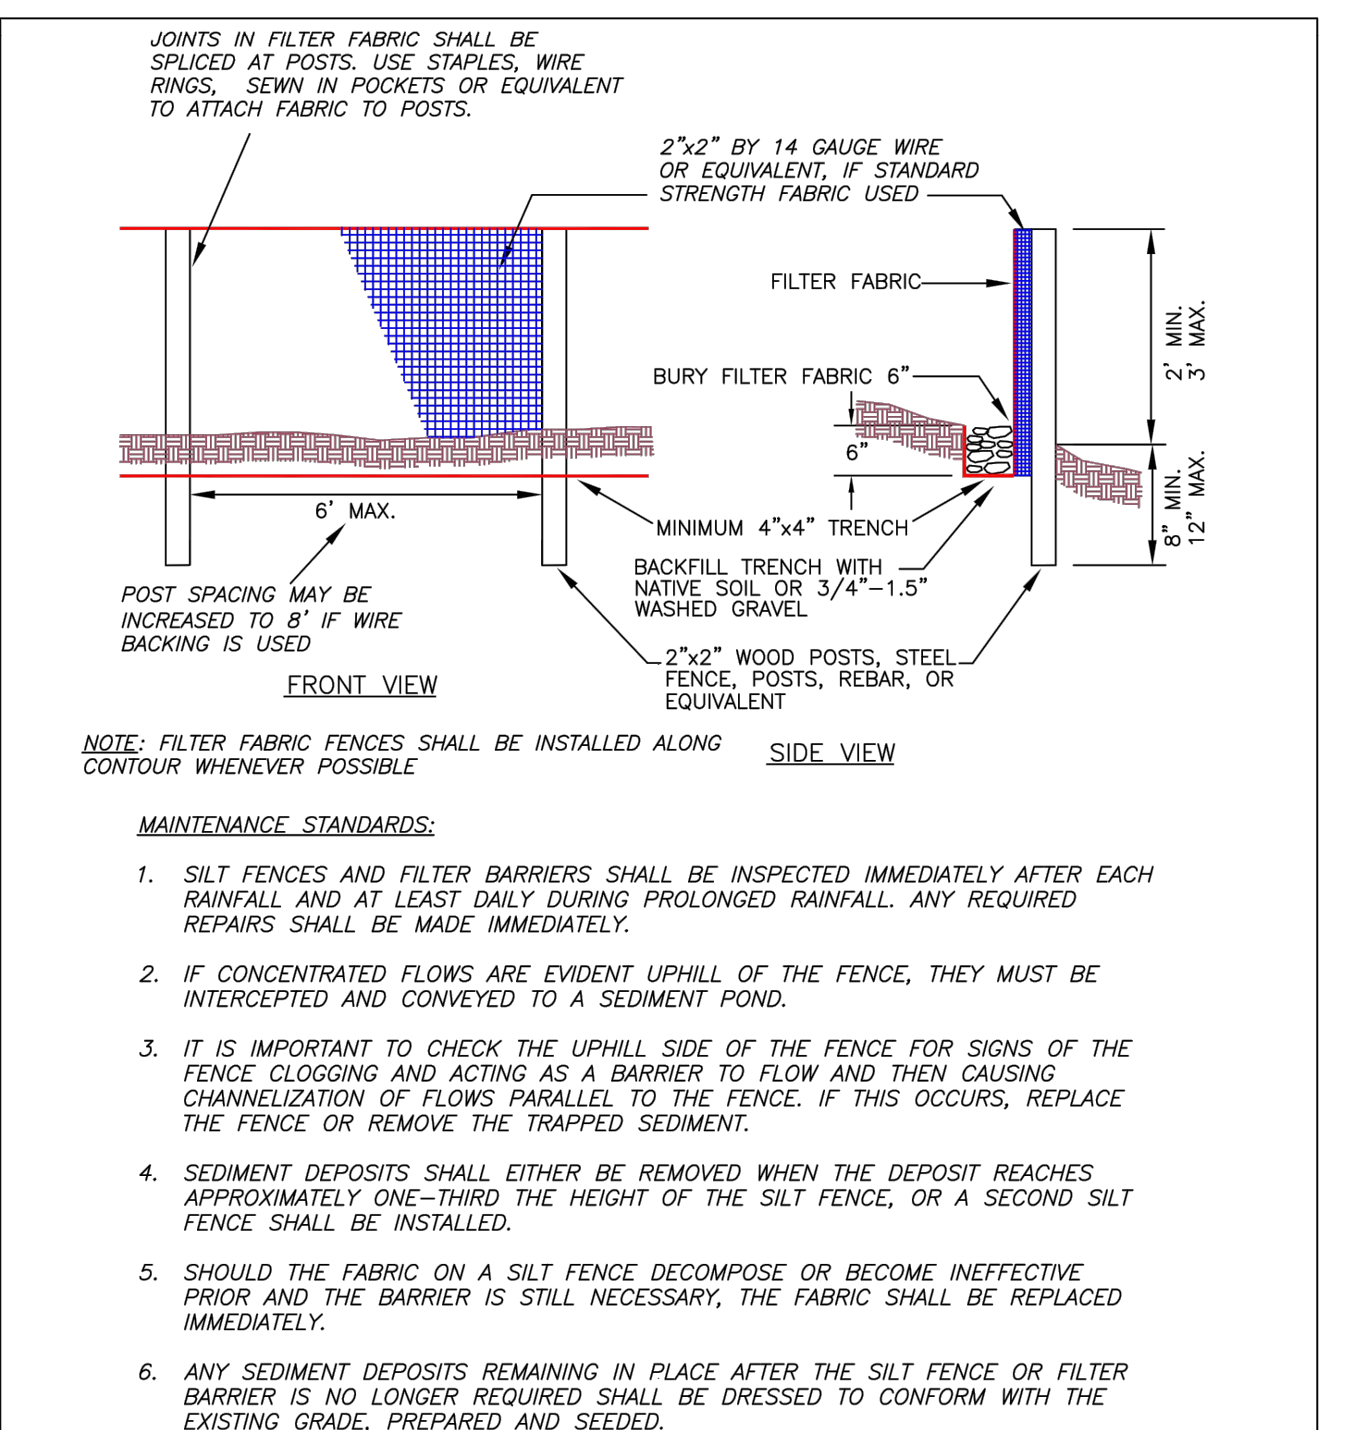 JOINTS IN FILTER FABRIC SHALL BE
SPLICED AT POSTS. USE STAPLES, WIRE
RINGS, SEWN IN POCKETS OR EQUIVALENT
TO ATTACH FABRIC TO POSTS.
2"x2" BY 14 GAUGE WIRE
OR EQUIVALENT, IF STANDARD
STRENGTH FABRIC USED
FILTER FABRIC
2' MIN.
3' MAX.
BURY FILTER FABRIC 6"
6"
8" MIN.
12" MAX.
6' MAX.
MINIMUM 4"x4" TRENCH
BACKFILL TRENCH WITH
NATIVE SOIL OR 3/4"–1.5"
WASHED GRAVEL
POST SPACING MAY BE
INCREASED TO 8' IF WIRE
BACKING IS USED
2"x2" WOOD POSTS, STEEL
FENCE, POSTS, REBAR, OR
EQUIVALENT
FRONT VIEW
NOTE: FILTER FABRIC FENCES SHALL BE INSTALLED ALONG
CONTOUR WHENEVER POSSIBLE
SIDE VIEW
MAINTENANCE STANDARDS:
1. SILT FENCES AND FILTER BARRIERS SHALL BE INSPECTED IMMEDIATELY AFTER EACH
RAINFALL AND AT LEAST DAILY DURING PROLONGED RAINFALL. ANY REQUIRED
REPAIRS SHALL BE MADE IMMEDIATELY.
2. IF CONCENTRATED FLOWS ARE EVIDENT UPHILL OF THE FENCE, THEY MUST BE
INTERCEPTED AND CONVEYED TO A SEDIMENT POND.
3. IT IS IMPORTANT TO CHECK THE UPHILL SIDE OF THE FENCE FOR SIGNS OF THE
FENCE CLOGGING AND ACTING AS A BARRIER TO FLOW AND THEN CAUSING
CHANNELIZATION OF FLOWS PARALLEL TO THE FENCE. IF THIS OCCURS, REPLACE
THE FENCE OR REMOVE THE TRAPPED SEDIMENT.
4. SEDIMENT DEPOSITS SHALL EITHER BE REMOVED WHEN THE DEPOSIT REACHES
APPROXIMATELY ONE–THIRD THE HEIGHT OF THE SILT FENCE, OR A SECOND SILT
FENCE SHALL BE INSTALLED.
5. SHOULD THE FABRIC ON A SILT FENCE DECOMPOSE OR BECOME INEFFECTIVE
PRIOR AND THE BARRIER IS STILL NECESSARY, THE FABRIC SHALL BE REPLACED
IMMEDIATELY.
6. ANY SEDIMENT DEPOSITS REMAINING IN PLACE AFTER THE SILT FENCE OR FILTER
BARRIER IS NO LONGER REQUIRED SHALL BE DRESSED TO CONFORM WITH THE
EXISTING GRADE, PREPARED AND SEEDED.